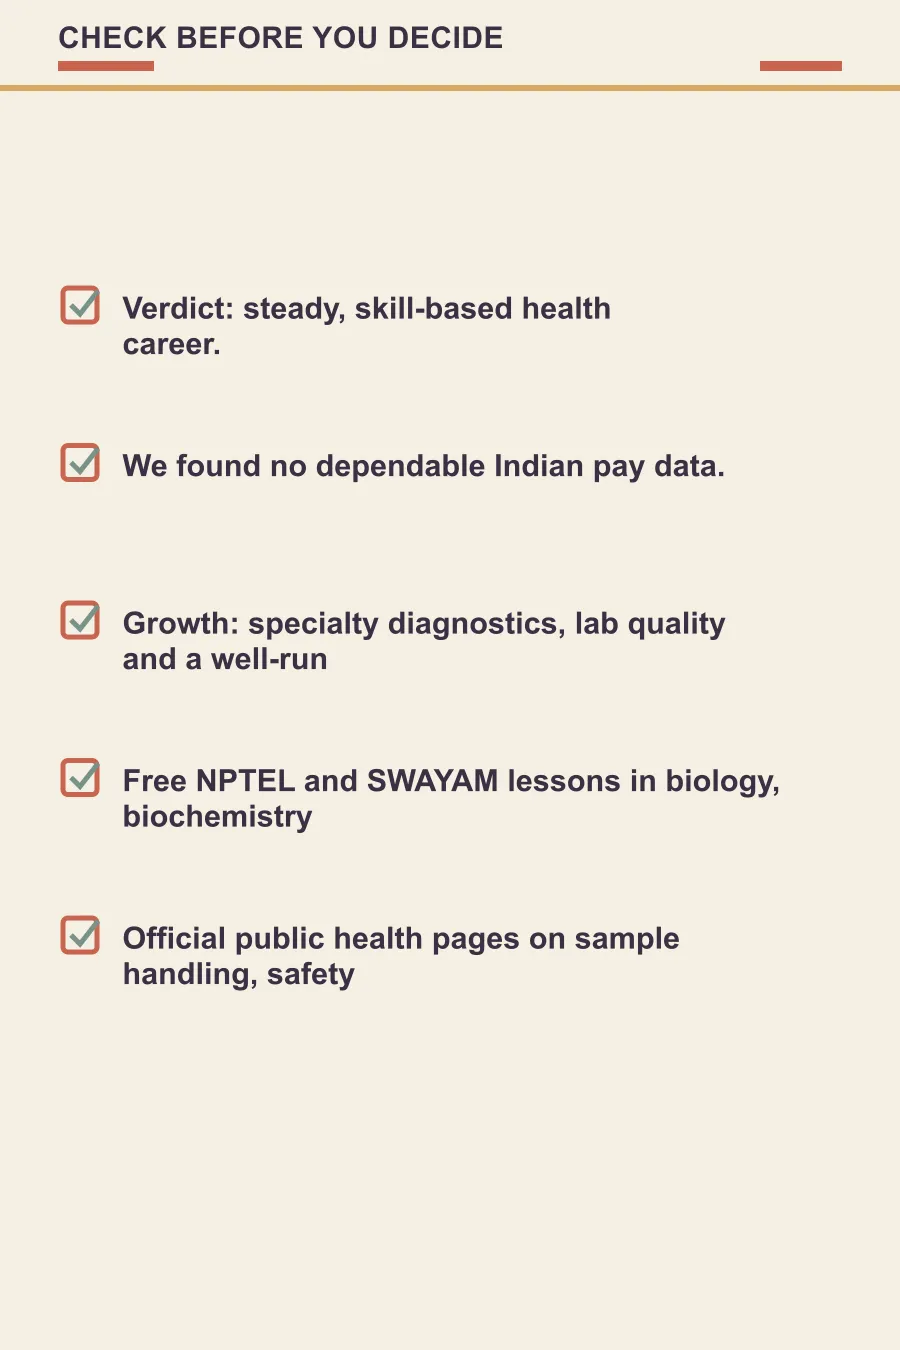 CHECK BEFORE YOU DECIDE
Verdict: steady, skill-based health
career.
We found no dependable Indian pay data.
Growth: specialty diagnostics, lab quality
and a well-run
Free NPTEL and SWAYAM lessons in biology,
biochemistry
Official public health pages on sample
handling, safety